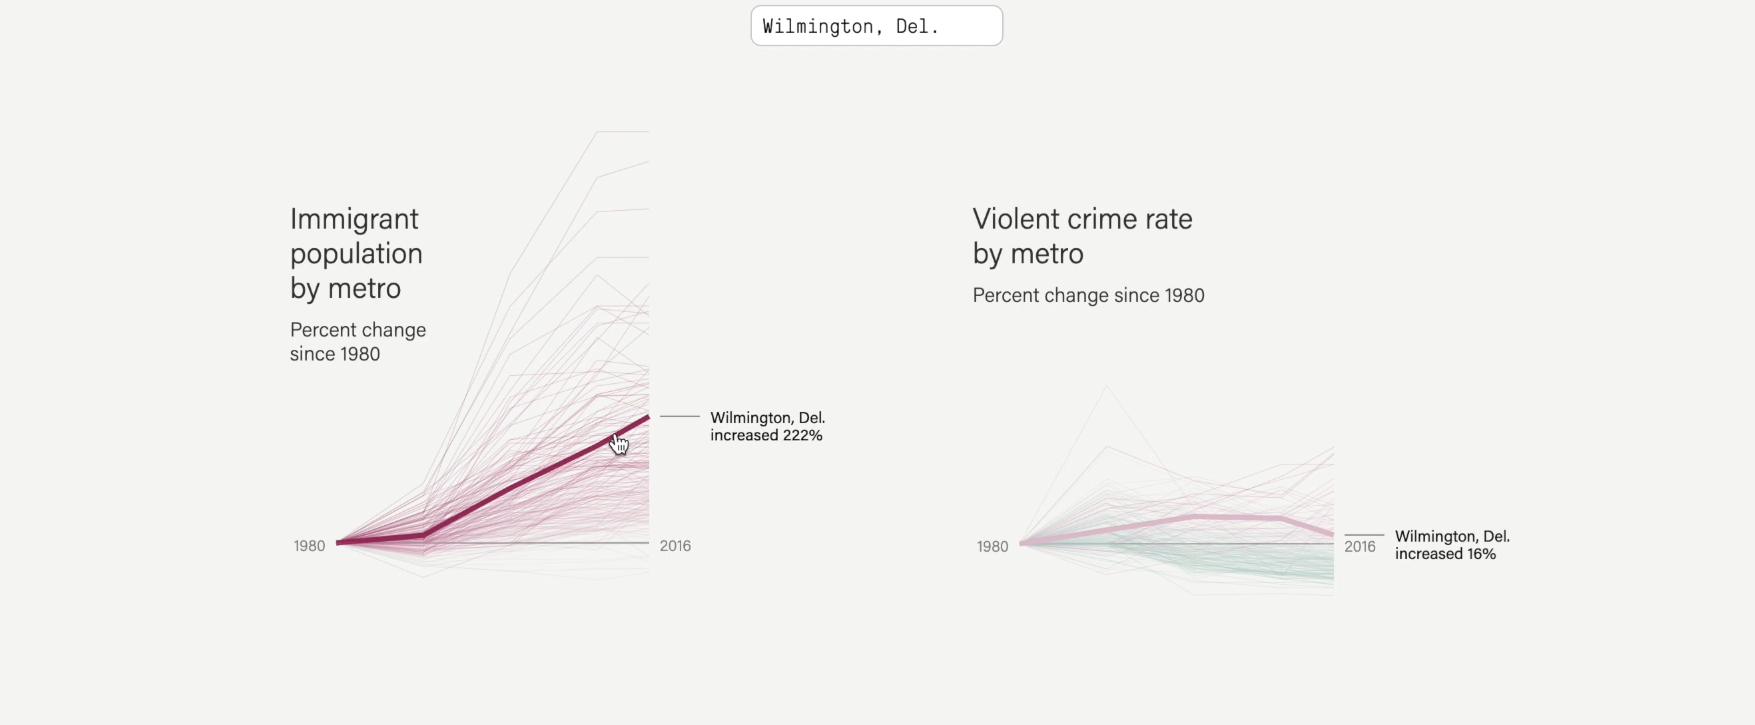 Wilmington, Del.
Immigrant
population
by metro
Percent change
since 1980
Wilmington, Del.
increased 222%
1980
2016
Violent crime rate
by metro
Percent change since 1980
1980
2016
Wilmington, Del.
increased 16%